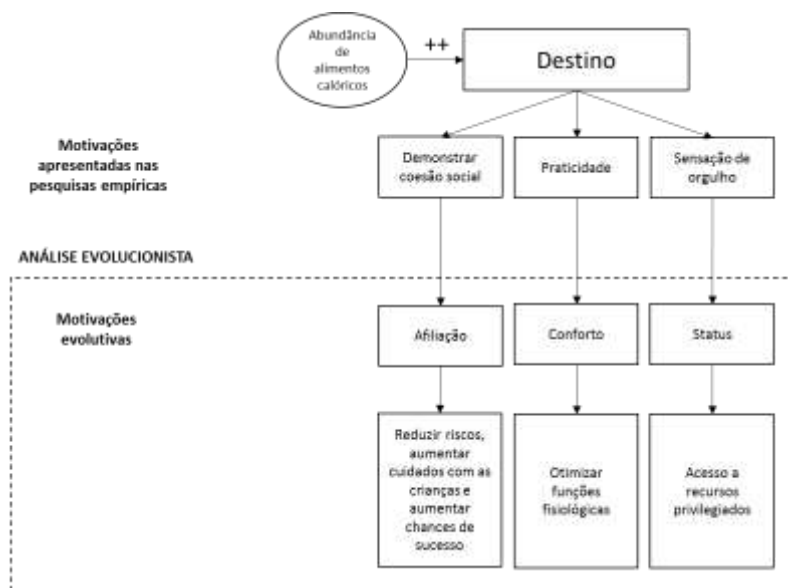 Abundância
de
alimentos
calóricos
++
Destino
Motivações
apresentadas nas
pesquisas empíricas
Demonstrar
coesão social
Praticidade
Sensação de
orgulho
ANÁLISE EVOLUCIONISTA
Motivações
evolutivas
Afiliação
Conforto
Status
Reduzir riscos,
aumentar
cuidados com as
crianças e
aumentar
chances de
sucesso
Otimizar
funções
fisiológicas
Acesso a
recursos
privilegiados